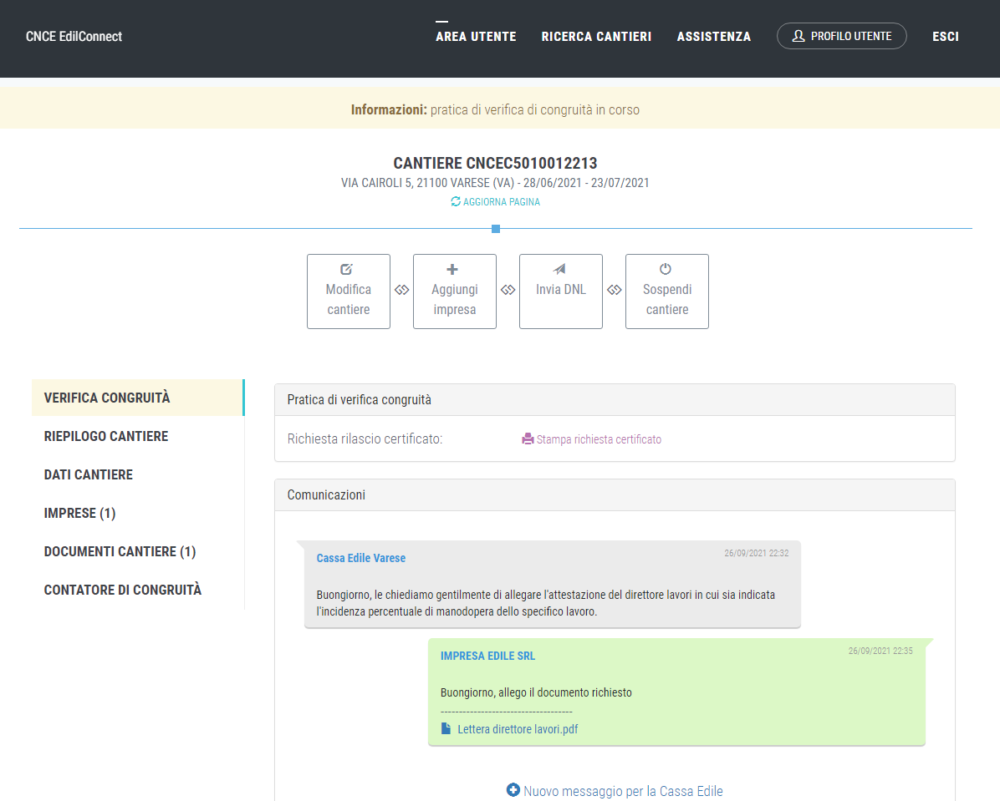 CNCE EdilConnect
AREA UTENTE
RICERCA CANTIERI
ASSISTENZA
PROFILO UTENTE
ESCI
Informazioni: pratica di verifica di congruità in corso
CANTIERE CNCEC5010012213
VIA CAIROLI 5, 21100 VARESE (VA) - 28/06/2021 - 23/07/2021
AGGIORNA PAGINA
Modifica
cantiere
Aggiungi
impresa
Invia DNL
Sospendi
cantiere
VERIFICA CONGRUITÀ
RIEPILOGO CANTIERE
DATI CANTIERE
IMPRESE (1)
DOCUMENTI CANTIERE (1)
CONTATORE DI CONGRUITÀ
Pratica di verifica congruità
Richiesta rilascio certificato: Stampa richiesta certificato
Comunicazioni
Cassa Edile Varese 26/09/2021 22:32
Buongiorno, le chiediamo gentilmente di allegare l'attestazione del direttore lavori in cui sia indicata
l'incidenza percentuale di manodopera dello specifico lavoro.
IMPRESA EDILE SRL 26/09/2021 22:35
Buongiorno, allego il documento richiesto
------------------------------------
Lettera direttore lavori.pdf
Nuovo messaggio per la Cassa Edile